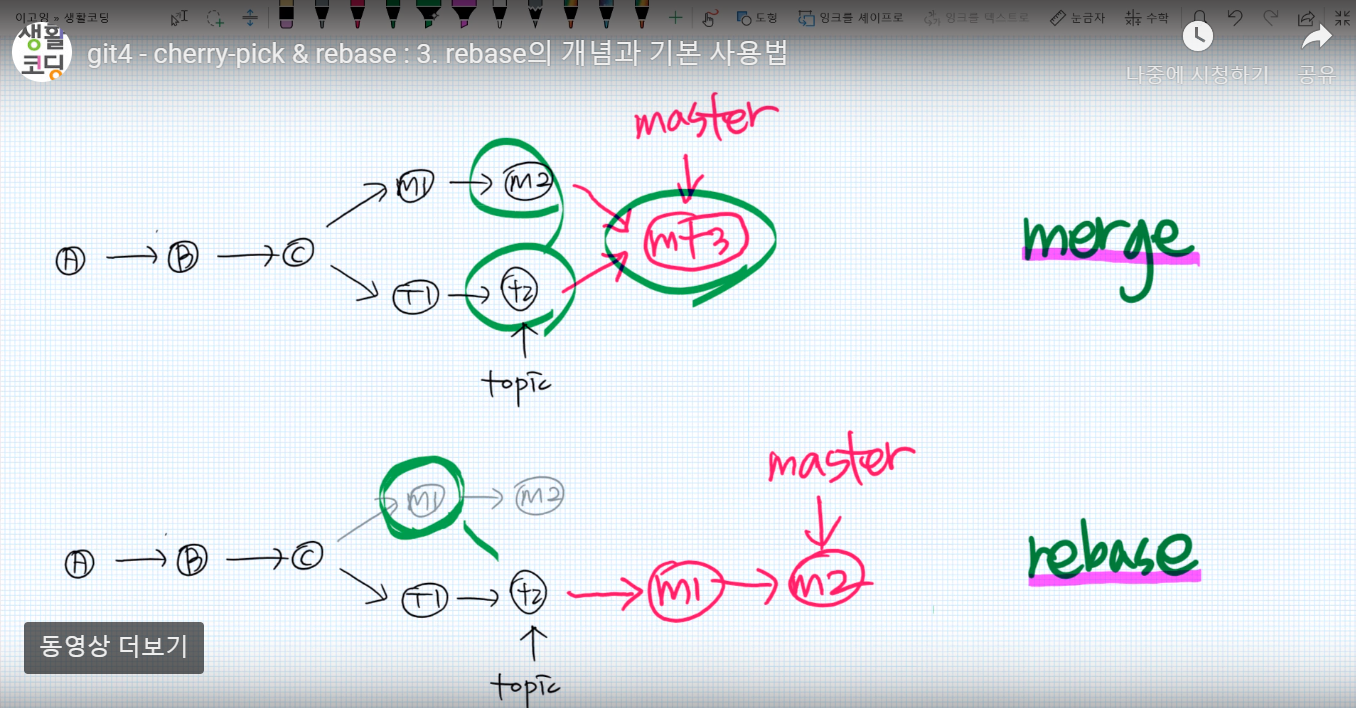 이고잉 » 생활코딩
도형
잉크를 셰이프로
잉크를 텍스트로
눈금자
수학
생활
코딩
git4 - cherry-pick & rebase : 3. rebase의 개념과 기본 사용법
나중에 시청하기
공유
master
m1
m2
A
B
C
mT3
merge
T1
t2
topic
master
m1
m2
A
B
C
T1
t2
m1
m2
rebase
동영상 더보기
topic